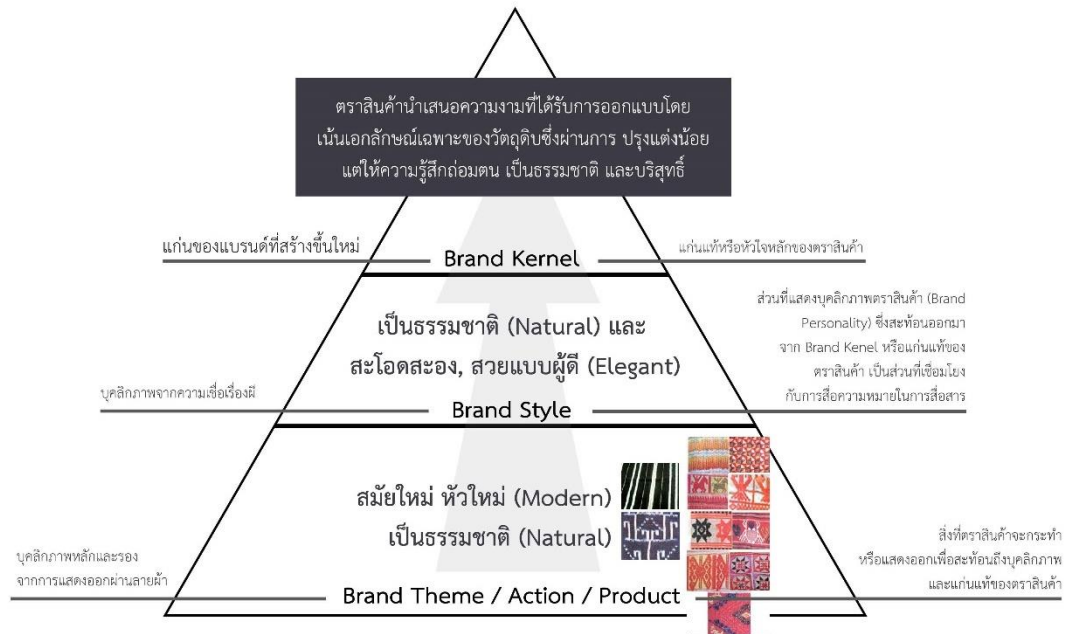 ตราสินค้านำเสนอความงามที่ได้รับการออกแบบโดย
เน้นเอกลักษณ์เฉพาะของวัตถุดิบซึ่งผ่านการ ปรุงแต่งน้อย
แต่ให้ความรู้สึกถ่อมตน เป็นธรรมชาติ และบริสุทธิ์
แก่นของแบรนด์ที่สร้างขึ้นใหม่
Brand Kernel
แก่นแท้หรือหัวใจหลักของตราสินค้า
เป็นธรรมชาติ (Natural) และ
สะโอดสะอง, สวยแบบผู้ดี (Elegant)
ส่วนที่แสดงบุคลิกภาพตราสินค้า (Brand
Personality) ซึ่งสะท้อนออกมา
จาก Brand Kenel หรือแก่นแท้ของ
ตราสินค้า เป็นส่วนที่เชื่อมโยง
กับการสื่อความหมายในการสื่อสาร
บุคลิกภาพจากความเชื่อเรื่องผี
Brand Style
สมัยใหม่ หัวใหม่ (Modern)
เป็นธรรมชาติ (Natural)
บุคลิกภาพหลักและรอง
จากการแสดงออกผ่านลายผ้า
Brand Theme / Action / Product
สิ่งที่ตราสินค้าจะกระทำ
หรือแสดงออกเพื่อสะท้อนถึงบุคลิกภาพ
และแก่นแท้ของตราสินค้า